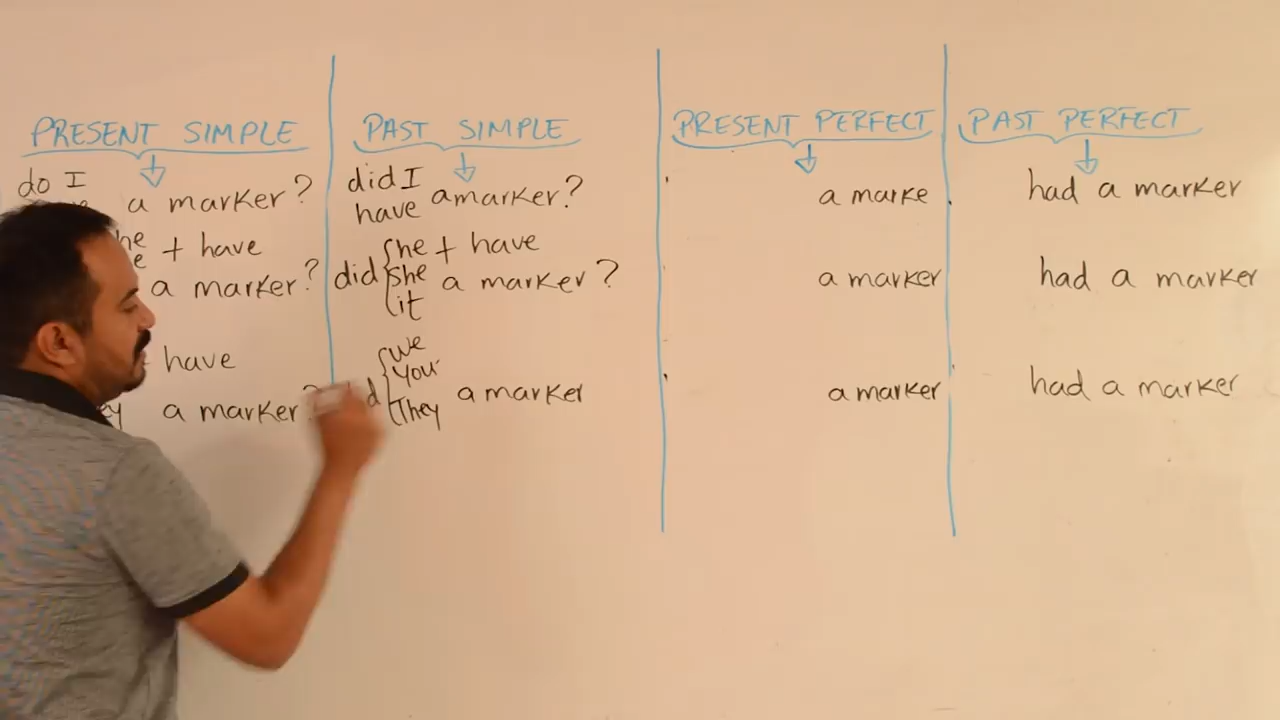 PRESENT SIMPLE
do I
a marker?
he + have
a marker?
have
a marker?
PAST SIMPLE
did I
have a marker?
he + have
did she a marker?
it
we
You
They a marker
PRESENT PERFECT
a marke
a marker
a marker
PAST PERFECT
had a marker
had a marker
had a marker